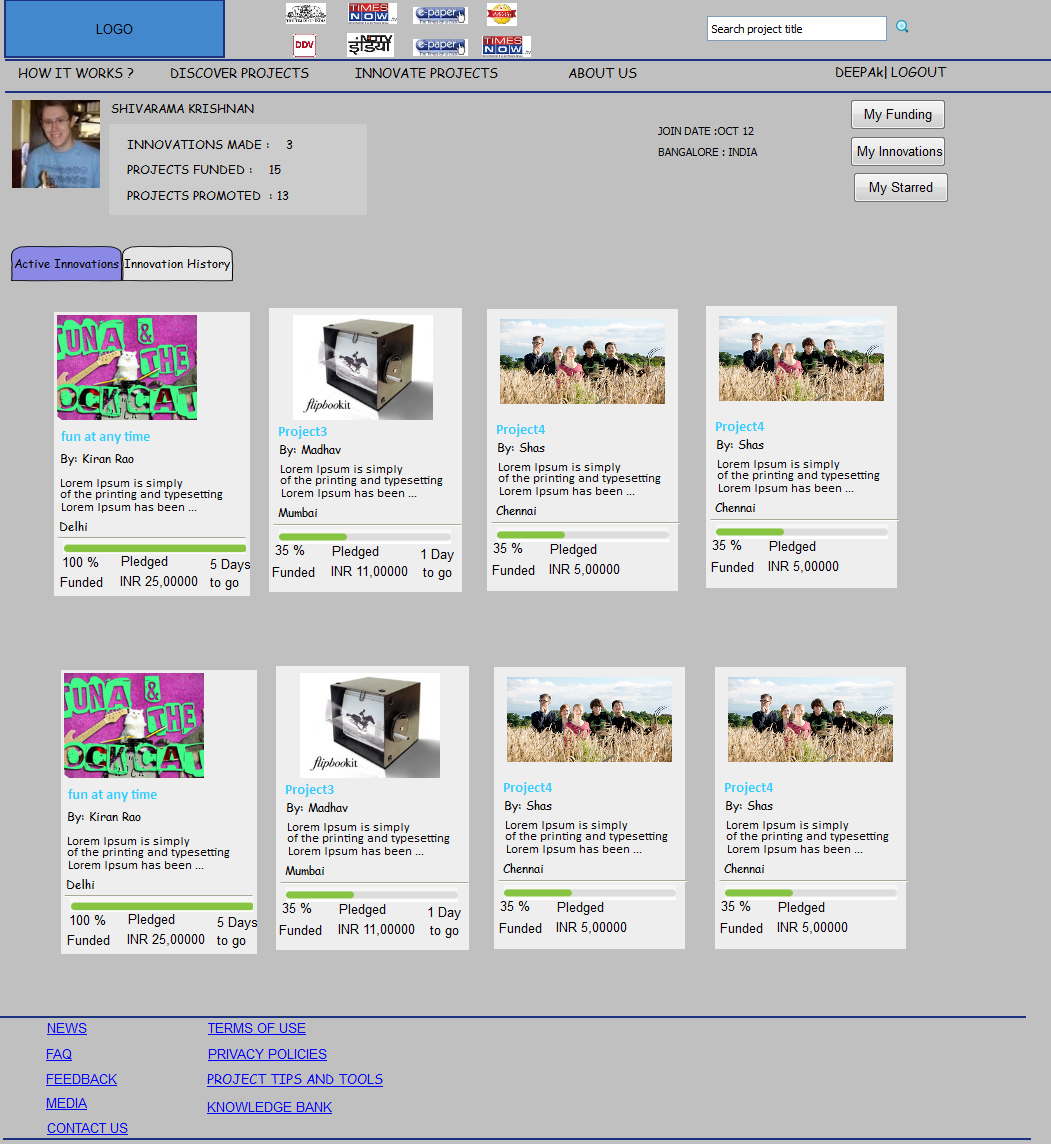 LOGO
TIMES
NOW
e-paper
DDV
NDTV
इंडिया
e-paper
TIMES
NOW
Search project title
HOW IT WORKS ? DISCOVER PROJECTS INNOVATE PROJECTS ABOUT US DEEPAk| LOGOUT
SHIVARAMA KRISHNAN
INNOVATIONS MADE : 3
PROJECTS FUNDED : 15
PROJECTS PROMOTED : 13
JOIN DATE :OCT 12
BANGALORE : INDIA
My Funding
My Innovations
My Starred
Active Innovations Innovation History
TUNA &
THE
ROCK CAT
fun at any time
By: Kiran Rao
Lorem Ipsum is simply
of the printing and typesetting
Lorem Ipsum has been ...
Delhi
100 % Pledged 5 Days
Funded INR 25,00000 to go
flipbookit
Project3
By: Madhav
Lorem Ipsum is simply
of the printing and typesetting
Lorem Ipsum has been ...
Mumbai
35 % Pledged 1 Day
Funded INR 11,00000 to go
Project4
By: Shas
Lorem Ipsum is simply
of the printing and typesetting
Lorem Ipsum has been ...
Chennai
35 % Pledged
Funded INR 5,00000
Project4
By: Shas
Lorem Ipsum is simply
of the printing and typesetting
Lorem Ipsum has been ...
Chennai
35 % Pledged
Funded INR 5,00000
TUNA &
THE
ROCK CAT
fun at any time
By: Kiran Rao
Lorem Ipsum is simply
of the printing and typesetting
Lorem Ipsum has been ...
Delhi
100 % Pledged 5 Days
Funded INR 25,00000 to go
flipbookit
Project3
By: Madhav
Lorem Ipsum is simply
of the printing and typesetting
Lorem Ipsum has been ...
Mumbai
35 % Pledged 1 Day
Funded INR 11,00000 to go
Project4
By: Shas
Lorem Ipsum is simply
of the printing and typesetting
Lorem Ipsum has been ...
Chennai
35 % Pledged
Funded INR 5,00000
Project4
By: Shas
Lorem Ipsum is simply
of the printing and typesetting
Lorem Ipsum has been ...
Chennai
35 % Pledged
Funded INR 5,00000
NEWS
FAQ
FEEDBACK
MEDIA
CONTACT US
TERMS OF USE
PRIVACY POLICIES
PROJECT TIPS AND TOOLS
KNOWLEDGE BANK